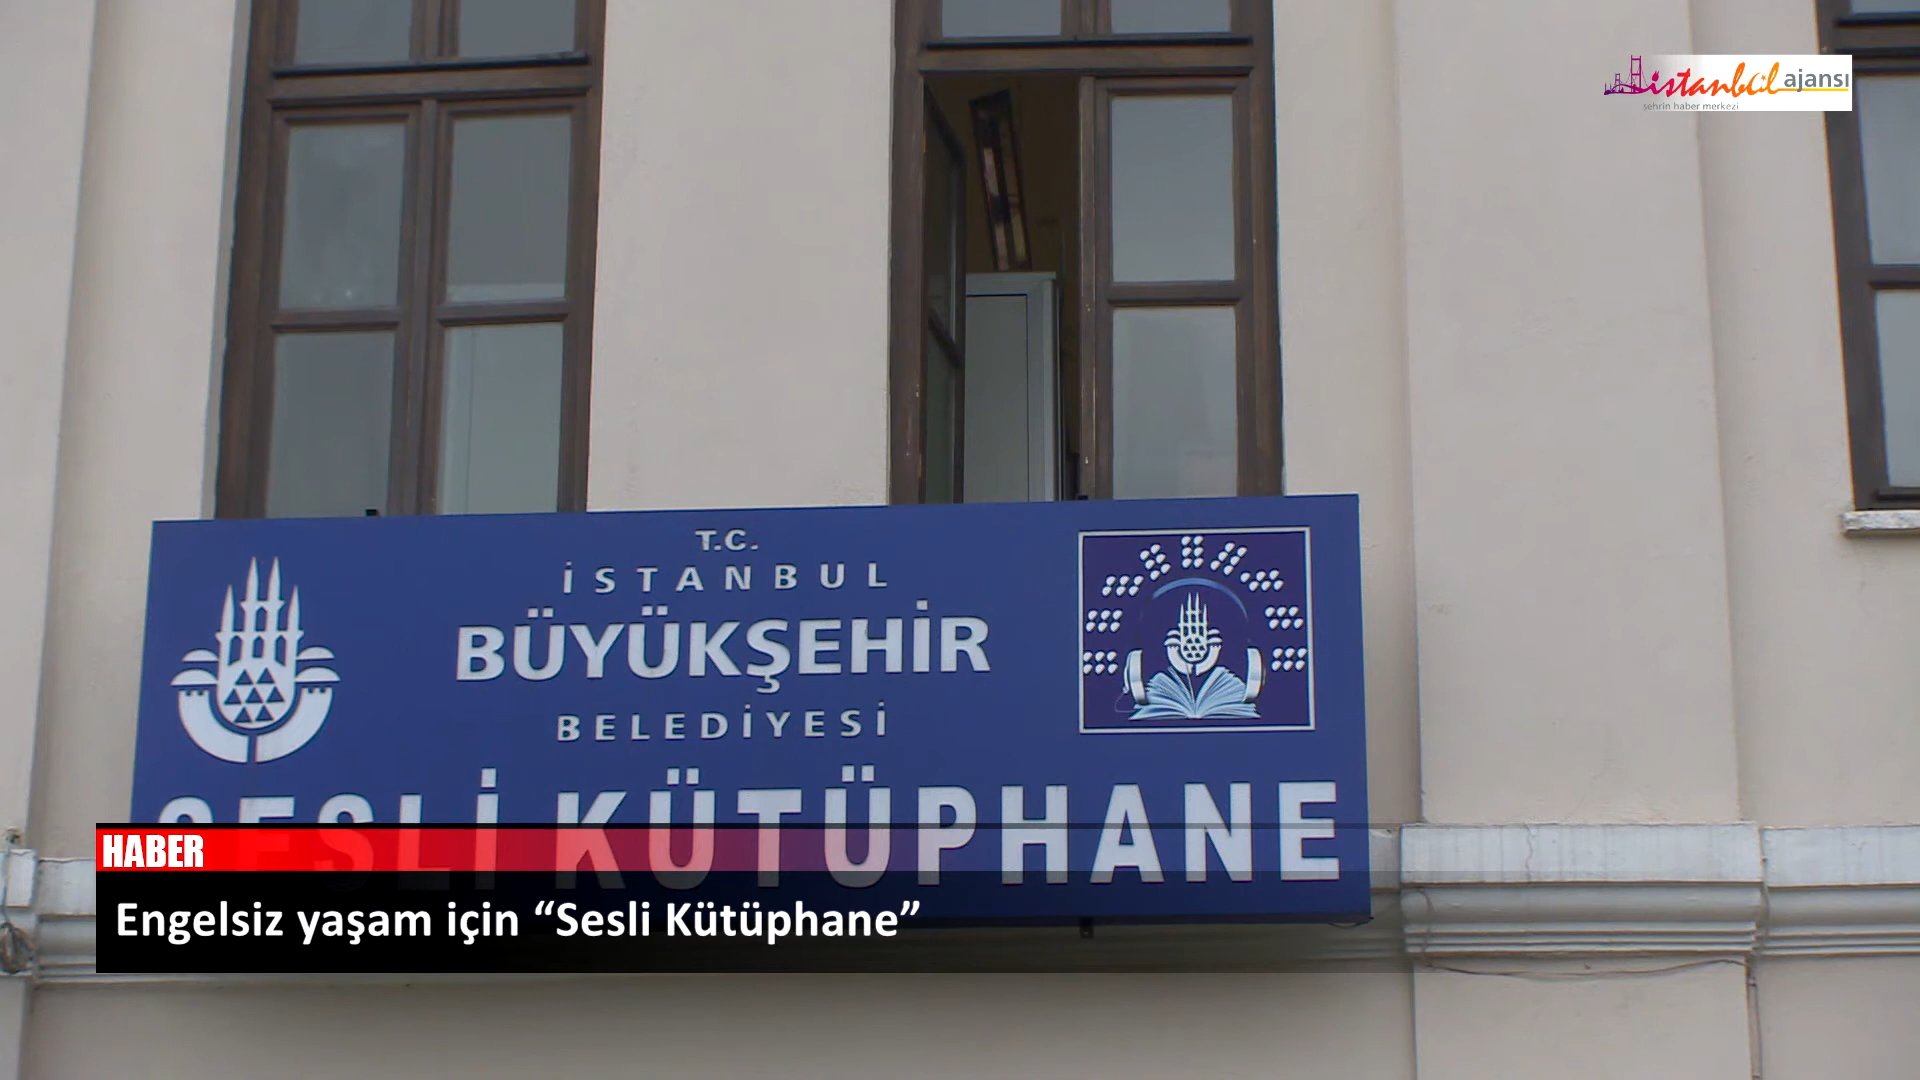 istanbul ajansı
şehrin haber merkezi
T.C.
İSTANBUL
BÜYÜKŞEHİR
BELEDİYESİ
SESLİ KÜTÜPHANE
HABER
Engelsiz yaşam için “Sesli Kütüphane”